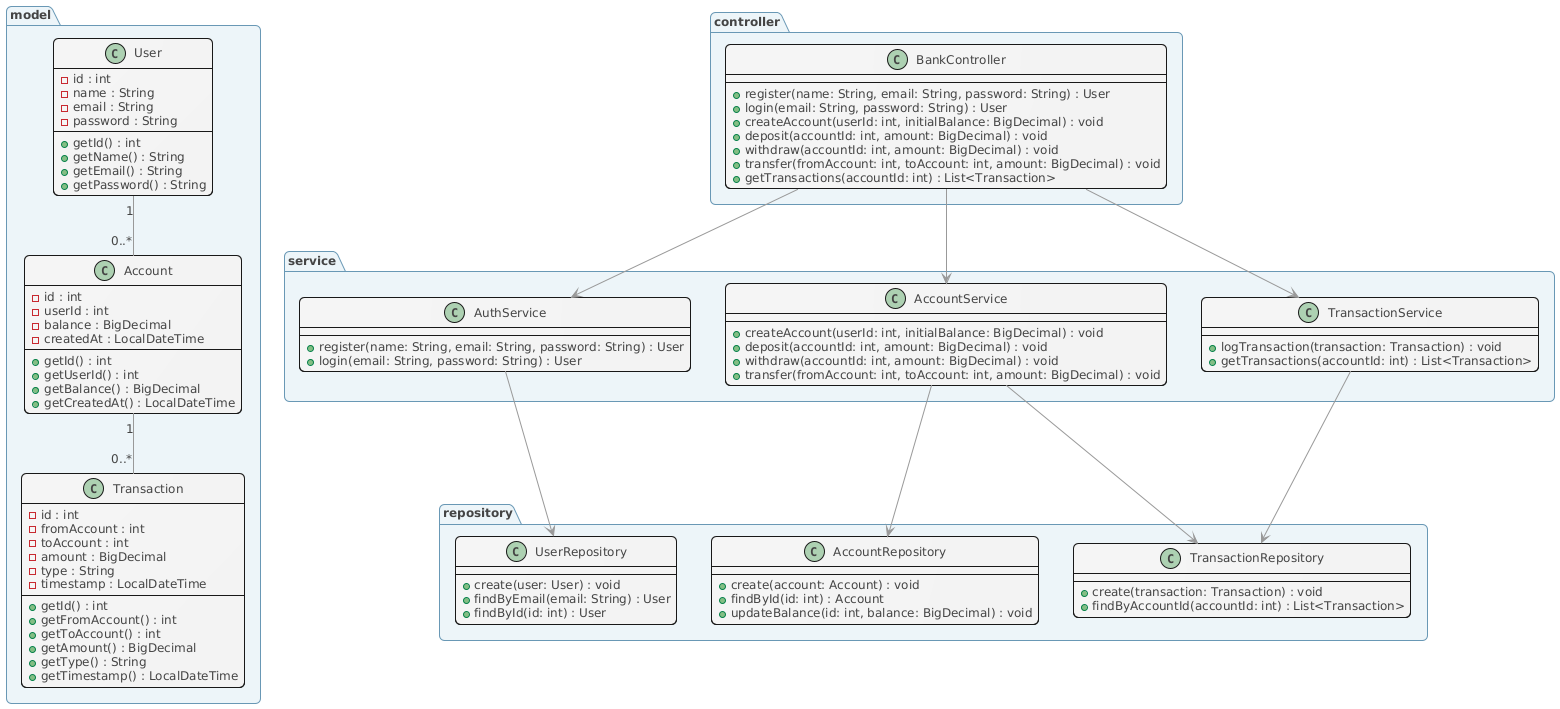 model
User
id : int
name : String
email : String
password : String
getId() : int
getName() : String
getEmail() : String
getPassword() : String
1
0..*
C Account
id : int
userId : int
balance : BigDecimal
createdAt : LocalDateTime
getId() : int
getUserId() : int
getBalance() : BigDecimal
getCreatedAt() : LocalDateTime
1
0..*
C Transaction
id : int
fromAccount : int
toAccount : int
amount : BigDecimal
type : String
timestamp : LocalDateTime
getId() : int
getFromAccount() : int
getToAccount() : int
getAmount() : BigDecimal
getType() : String
getTimestamp() : LocalDateTime
controller
C BankController
register(name: String, email: String, password: String) : User
login(email: String, password: String) : User
createAccount(userId: int, initialBalance: BigDecimal) : void
deposit(accountId: int, amount: BigDecimal) : void
withdraw(accountId: int, amount: BigDecimal) : void
transfer(fromAccount: int, toAccount: int, amount: BigDecimal) : void
getTransactions(accountId: int) : List<Transaction>
service
C AuthService
register(name: String, email: String, password: String) : User
login(email: String, password: String) : User
C AccountService
createAccount(userId: int, initialBalance: BigDecimal) : void
deposit(accountId: int, amount: BigDecimal) : void
withdraw(accountId: int, amount: BigDecimal) : void
transfer(fromAccount: int, toAccount: int, amount: BigDecimal) : void
C TransactionService
logTransaction(transaction: Transaction) : void
getTransactions(accountId: int) : List<Transaction>
repository
C UserRepository
create(user: User) : void
findByEmail(email: String) : User
findById(id: int) : User
C AccountRepository
create(account: Account) : void
findById(id: int) : Account
updateBalance(id: int, balance: BigDecimal) : void
C TransactionRepository
create(transaction: Transaction) : void
findByAccountId(accountId: int) : List<Transaction>